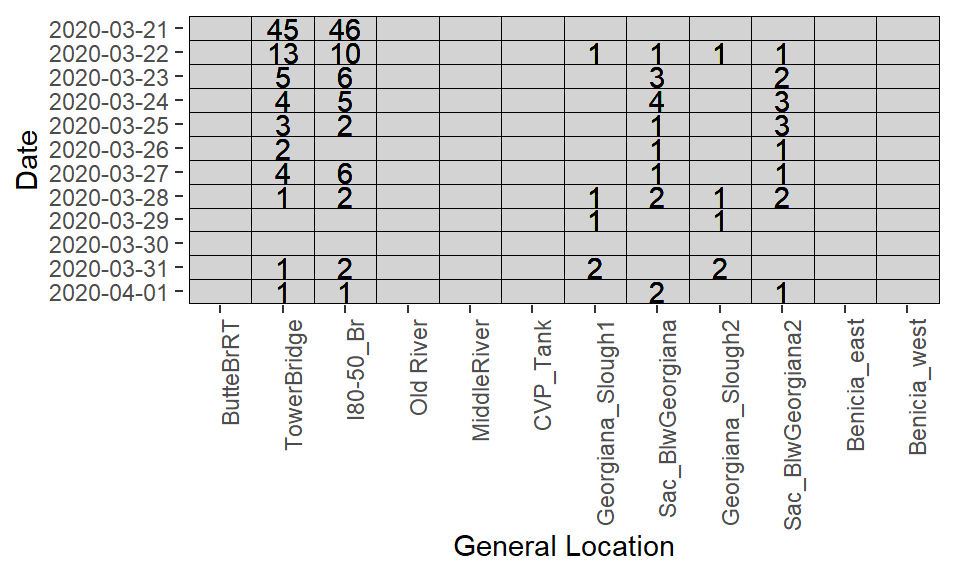 2020-03-21 45 46
2020-03-22 13 10 1 1 1 1
2020-03-23 5 6 3 2
2020-03-24 4 5 4 3
2020-03-25 3 2 1 3
2020-03-26 2 1 1
2020-03-27 4 6 1 1
2020-03-28 1 2 1 2 1 2
2020-03-29 1 1
2020-03-30
2020-03-31 1 2 2 2
2020-04-01 1 1 2 1
Date
ButteBrRT
TowerBridge
I80-50_Br
Old River
MiddleRiver
CVP_Tank
Georgiana_Slough1
Sac_BlwGeorgiana
Georgiana_Slough2
Sac_BlwGeorgiana2
Benicia_east
Benicia_west
General Location